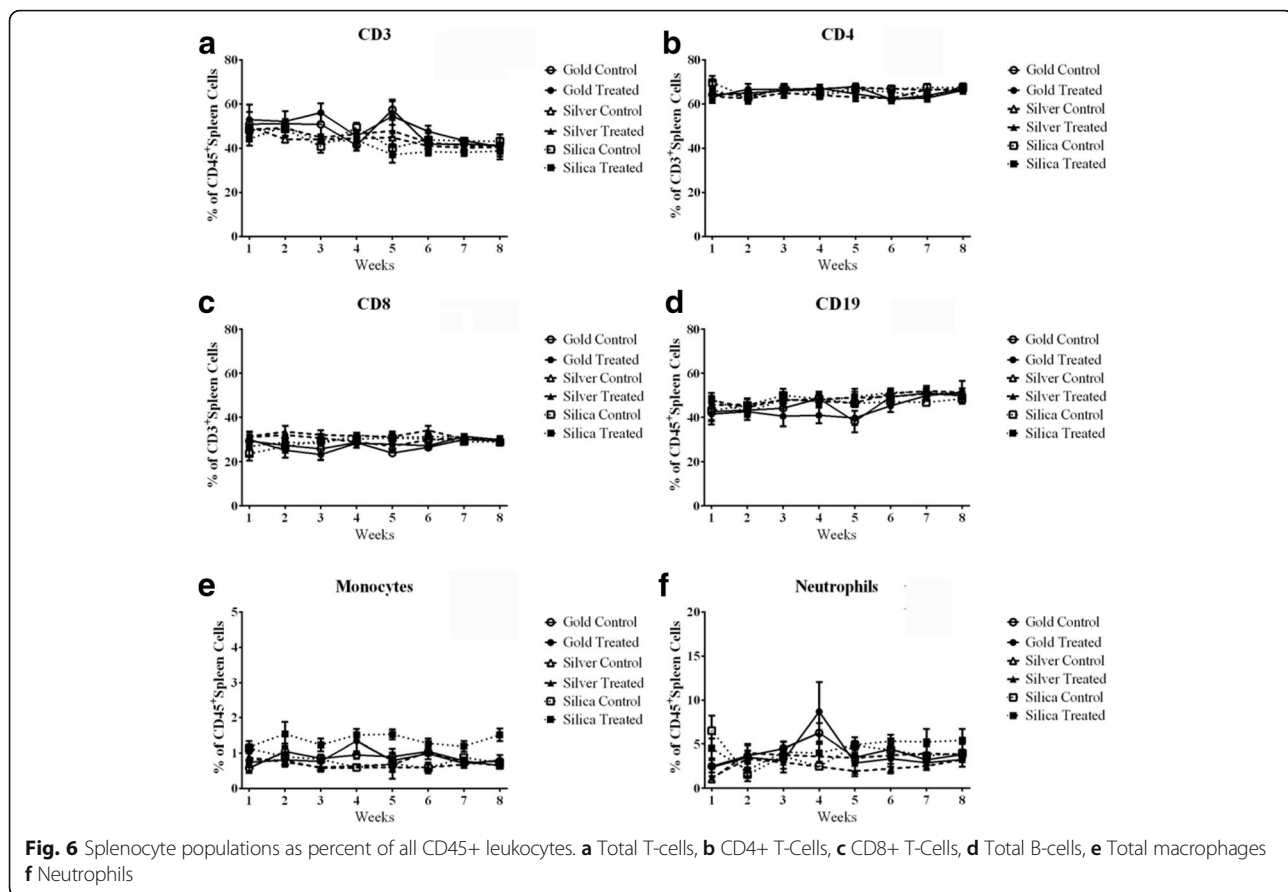 a
CD3
% of CD45+Spleen Cells
80
60
40
20
0
1 2 3 4 5 6 7 8
Weeks
Gold Control
Gold Treated
Silver Control
Silver Treated
Silica Control
Silica Treated
b
CD4
% of CD3+Spleen Cells
80
60
40
20
0
1 2 3 4 5 6 7 8
Weeks
Gold Control
Gold Treated
Silver Control
Silver Treated
Silica Control
Silica Treated
c
CD8
% of CD3+Spleen Cells
80
60
40
20
0
1 2 3 4 5 6 7 8
Weeks
Gold Control
Gold Treated
Silver Control
Silver Treated
Silica Control
Silica Treated
d
CD19
% of CD45+Spleen Cells
80
60
40
20
0
1 2 3 4 5 6 7 8
Weeks
Gold Control
Gold Treated
Silver Control
Silver Treated
Silica Control
Silica Treated
e
Monocytes
% of CD45+Spleen Cells
5
4
3
2
1
0
1 2 3 4 5 6 7 8
Weeks
Gold Control
Gold Treated
Silver Control
Silver Treated
Silica Control
Silica Treated
f
Neutrophils
% of CD45+Spleen Cells
20
15
10
5
0
1 2 3 4 5 6 7 8
Weeks
Gold Control
Gold Treated
Silver Control
Silver Treated
Silica Control
Silica Treated
Fig. 6 Splenocyte populations as percent of all CD45+ leukocytes. a Total T-cells, b CD4+ T-Cells, c CD8+ T-Cells, d Total B-cells, e Total macrophages
f Neutrophils